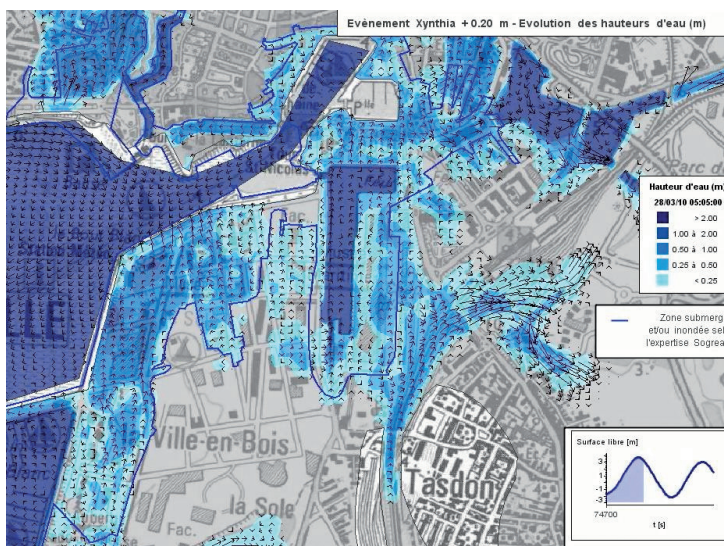 Evènement Xynthia +0.20 m - Evolution des hauteurs d'eau (m)
Nicolas
Parc
Hauteur d'eau (m)
28/03/10 05:05:00
> 2.00
1.00 à 2.00
0.50 à 1.00
0.25 à 0.50
< 0.25
LE
Zone submerg
et/ou inondée sel
l'expertise Sogrea
Ville-en-Bois
Tasdon
la Sole
Fac.
Surface libre [m]
3
1
-1
-3
74700
t [s]